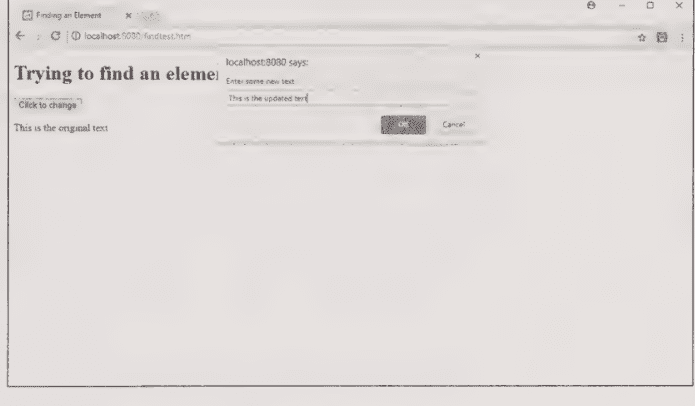 Finding an Element
localhost:8080/findtest.htm
Trying to find an eleme
Click to change
This is the original text
localhost:8080 says:
Enter some new text
This is the updated text
OK
Cancel